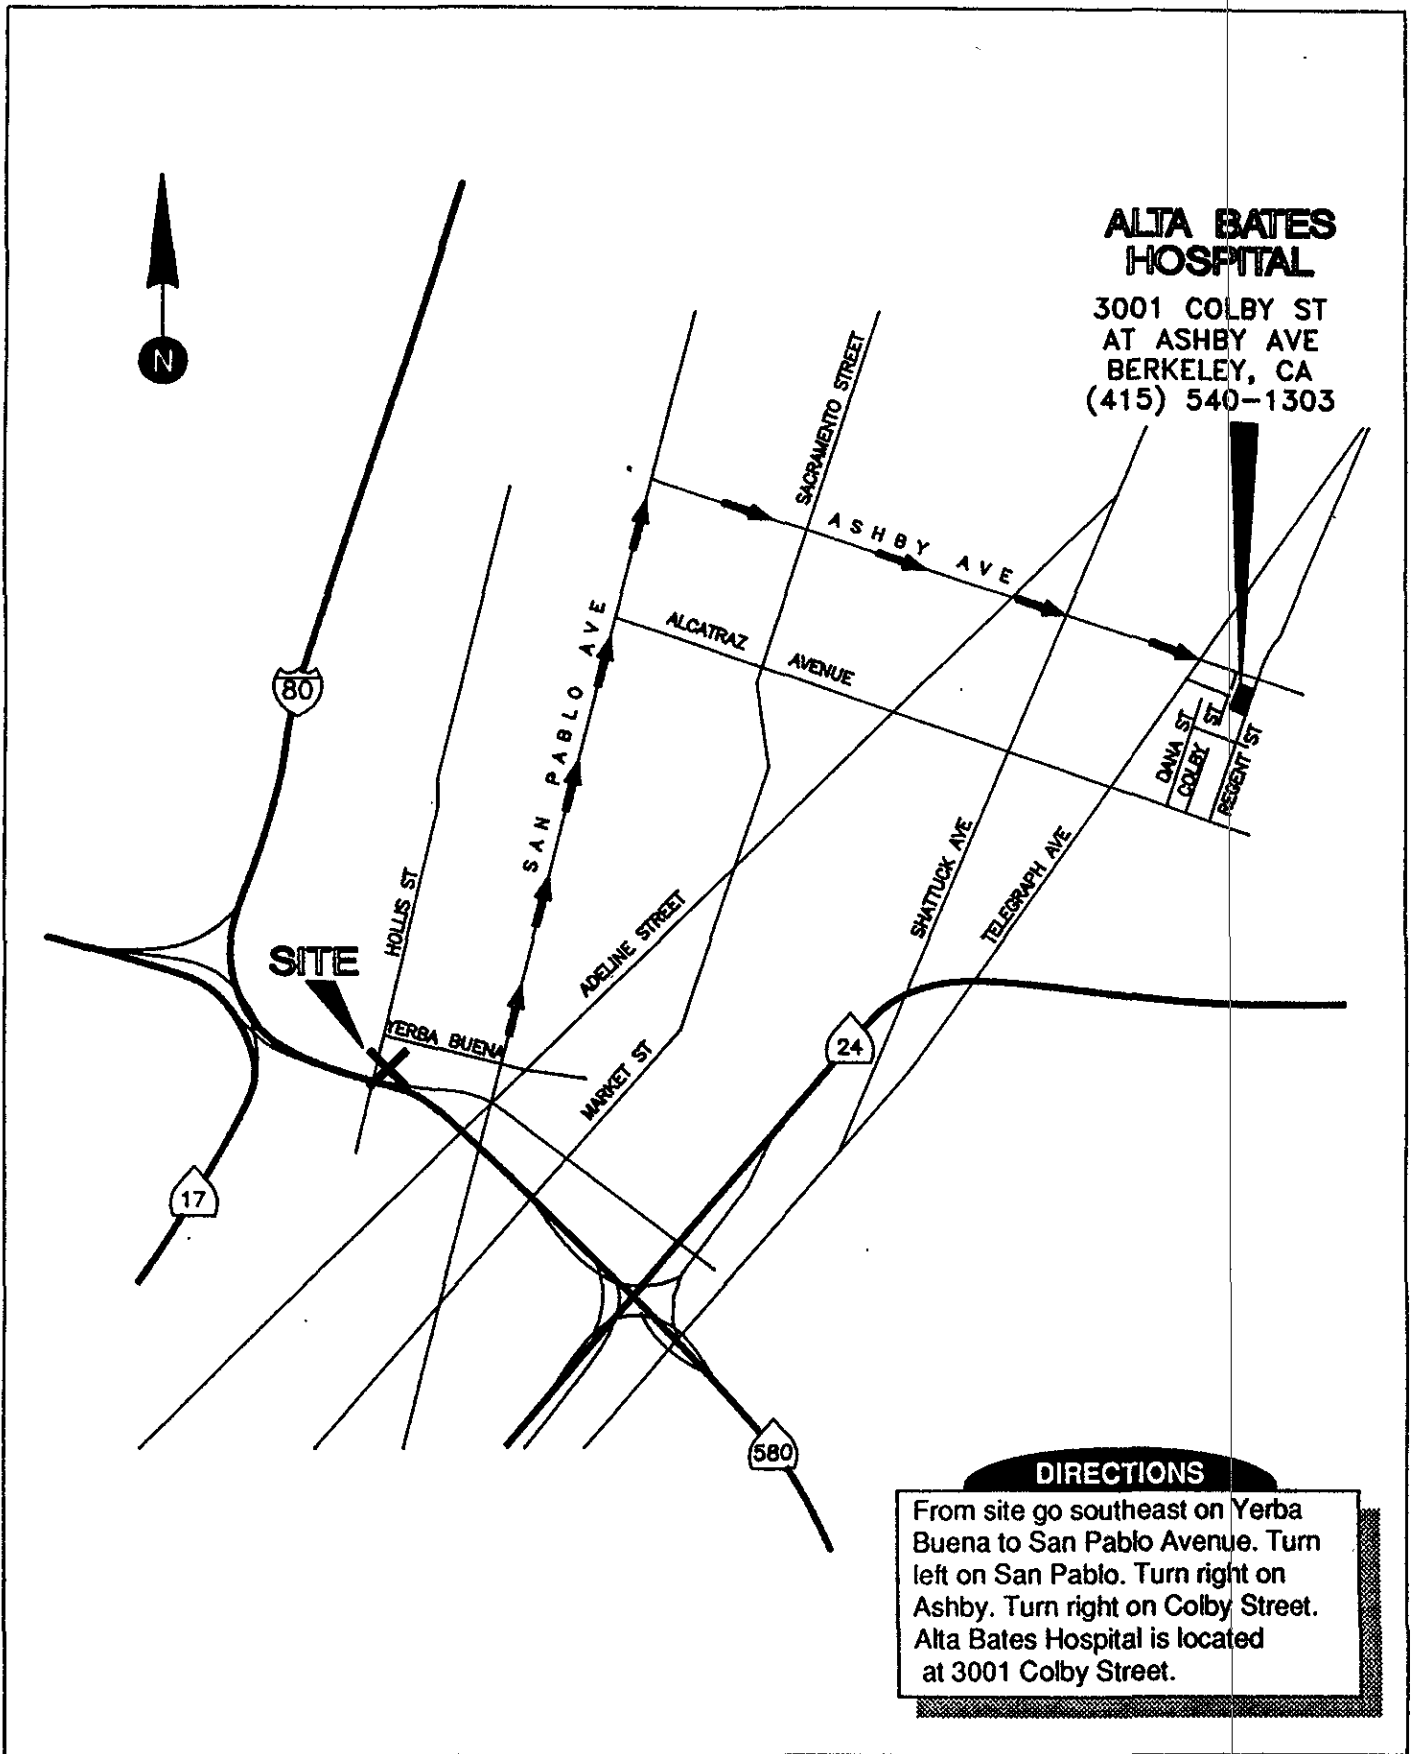 ALTA BATES
HOSPITAL
3001 COLBY ST
AT ASHBY AVE
BERKELEY, CA
(415) 540-1303
N
SACRAMENTO STREET
ASHBY AVE
ALCATRAZ AVENUE
SAN PABLO AVE
80
HOLLIS ST
SITE
YERBA BUENA
ADELINE STREET
MARKET ST
SHATTUCK AVE
TELEGRAPH AVE
DANA ST
COLBY ST
REGENT ST
24
17
580
DIRECTIONS
From site go southeast on Yerba
Buena to San Pablo Avenue. Turn
left on San Pablo. Turn right on
Ashby. Turn right on Colby Street.
Alta Bates Hospital is located
at 3001 Colby Street.